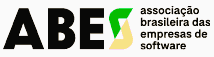 ABES
associação
brasileira das
empresas de
software